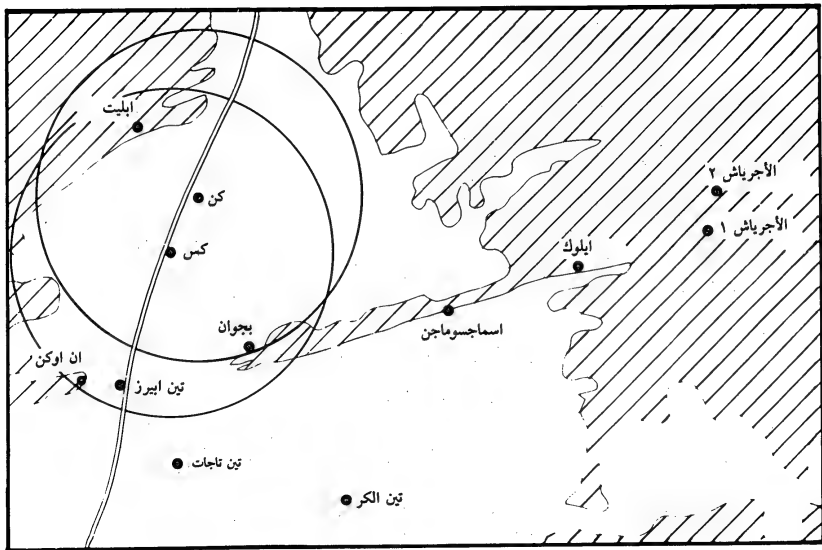 ابليت
الأجرياش ٢
كن
الأجرياش ١
كس
ايلوك
بجوان
اسماجسوماجن
ان اوكن
تين ابيرز
تين تاجات
تين الكر